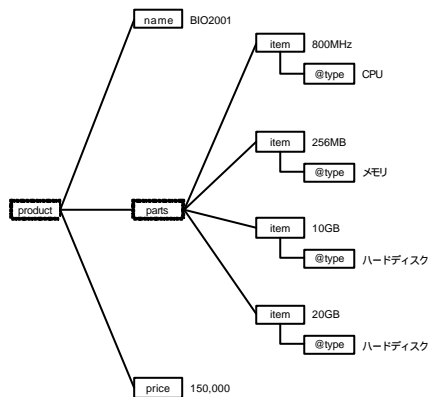 name BIO2001
item 800MHz
@type CPU
item 256MB
@type メモリ
product
parts
item 10GB
@type ハードディスク
item 20GB
@type ハードディスク
price 150,000